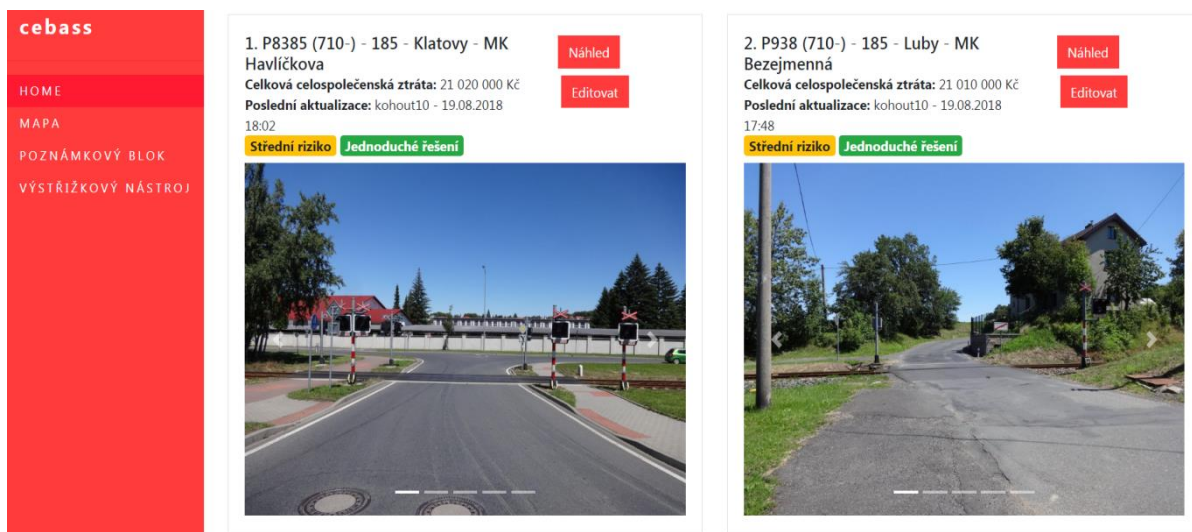 cebass
HOME
MAPA
POZNÁMKOVÝ BLOK
VÝSTŘIŽKOVÝ NÁSTROJ
1. P8385 (710-) - 185 - Klatovy - MK
Havlíčkova
Celková celospolečenská ztráta: 21 020 000 Kč
Poslední aktualizace: kohout10 - 19.08.2018
18:02
Střední riziko Jednoduché řešení
Náhled
Editovat
2. P938 (710-) - 185 - Luby - MK
Bezejmenná
Celková celospolečenská ztráta: 21 010 000 Kč
Poslední aktualizace: kohout10 - 19.08.2018
17:48
Střední riziko Jednoduché řešení
Náhled
Editovat